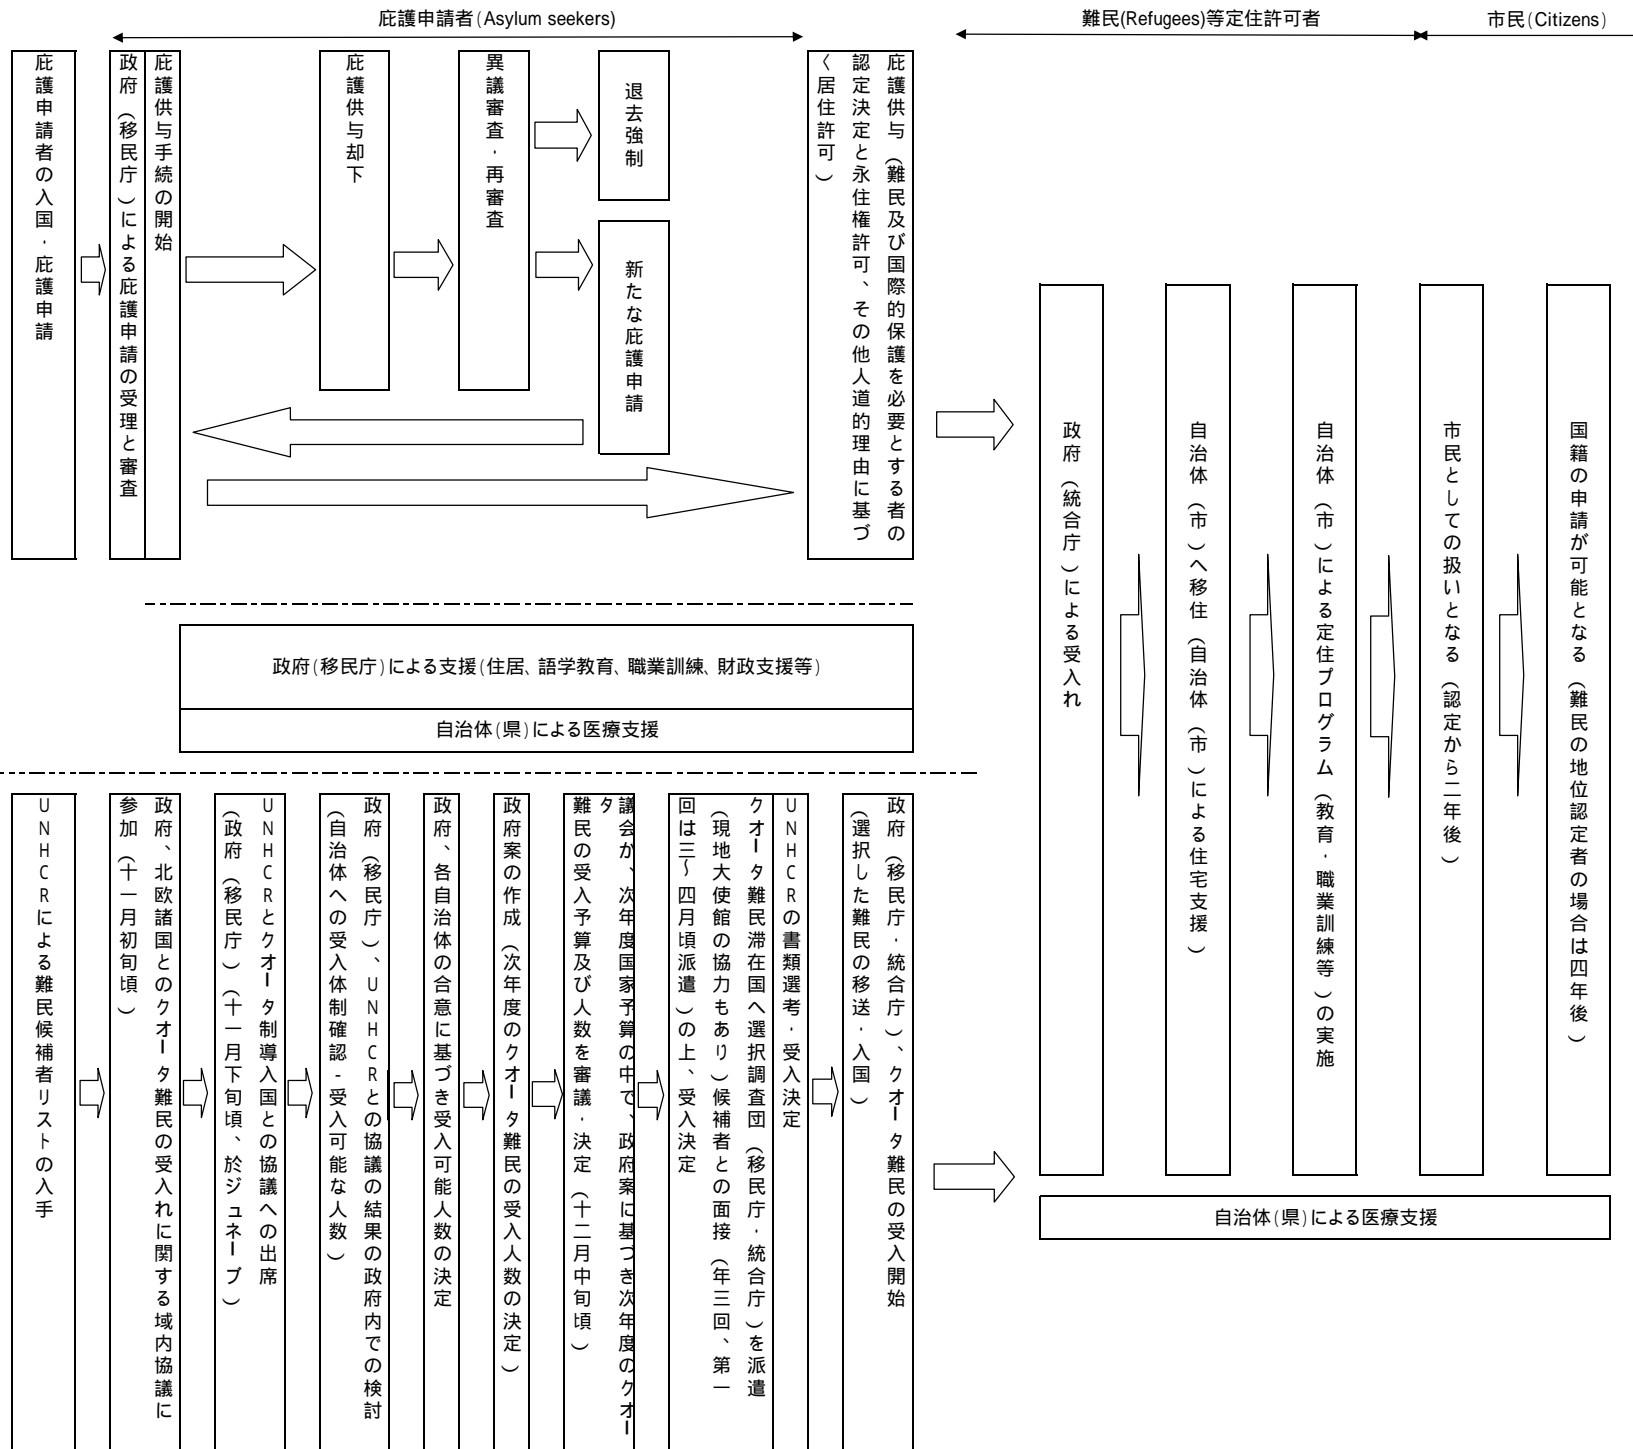 庇護申請者(Asylum seekers)
難民(Refugees)等定住許可者
市民(Citizens)
庇護申請者の入国・庇護申請
政府(移民庁)による庇護申請の受理と審査
庇護供与手続の開始
庇護供与却下
異議審査・再審査
退去強制
新たな庇護申請
庇護供与(難民及び国際的保護を必要とする者の
認定決定と永住権許可、その他人道的理由に基づ
く居住許可)
政府(統合庁)による受入れ
自治体(市)へ移住(自治体(市)による住宅支援)
自治体(市)による定住プログラム(教育・職業訓練等)の実施
市民としての扱いとなる(認定から二年後)
国籍の申請が可能となる(難民の地位認定者の場合は四年後)
政府(移民庁)による支援(住居、語学教育、職業訓練、財政支援等)
自治体(県)による医療支援
UNHCRによる難民候補者リストの入手
政府、北欧諸国とのクオータ難民の受入れに関する域内協議に
参加(十一月初旬頃)
UNHCRとクオータ制導入国との協議への出席
(政府(移民庁)(十一月下旬頃、於ジュネーブ)
政府(移民庁)、UNHCRとの協議の結果の政府内での検討
(自治体への受入体制確認-受入可能な人数)
政府、各自治体の合意に基づき受入可能人数の決定
政府案の作成(次年度のクオータ難民の受入人数の決定)
議会が、次年度国家予算の中で、政府案に基づき次年度のクオー
タ
難民の受入予算及び人数を審議・決定(十二月中旬頃)
UNHCRの書類選考・受入決定
クオータ難民滞在国へ選択調査団(移民庁・統合庁)を派遣
(現地大使館の協力もあり)候補者との面接(年三回、第一
回は三~四月頃派遣)の上、受入決定
政府(移民庁・統合庁)、クオータ難民の受入開始
(選択した難民の移送・入国)
自治体(県)による医療支援